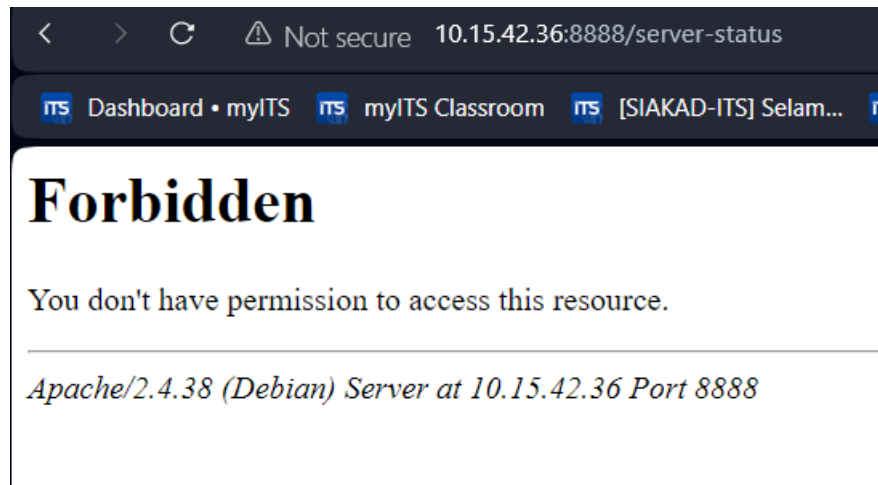 Not secure 10.15.42.36:8888/server-status
ITS Dashboard • myITS ITS myITS Classroom ITS [SIAKAD-ITS] Selam...
Forbidden
You don't have permission to access this resource.
Apache/2.4.38 (Debian) Server at 10.15.42.36 Port 8888